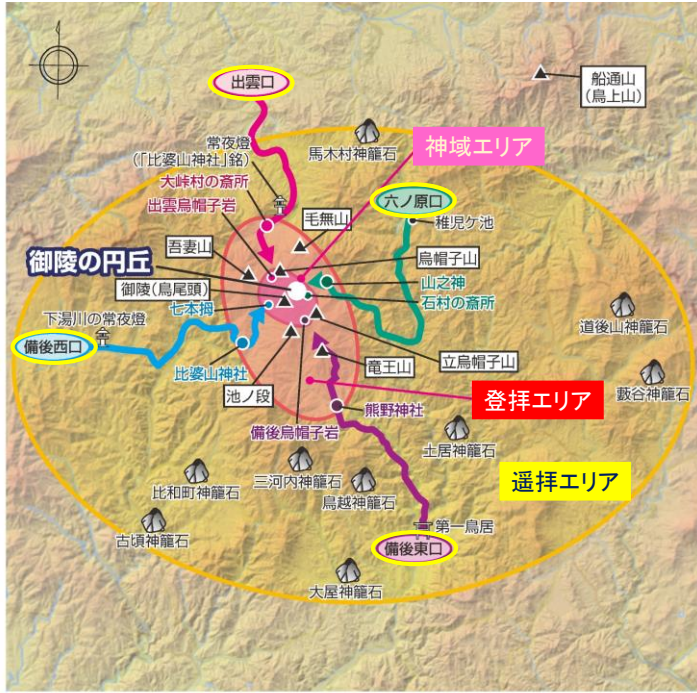 出雲口
船通山
(鳥上山)
常夜燈
(「比婆山神社」銘)
馬木村神籠石
神域エリア
大峠村の斎所
出雲烏帽子岩
毛無山
六ノ原口
稚児ケ池
吾妻山
烏帽子山
御陵の円丘
山之神
御陵(烏尾頭)
石村の斎所
七本拇
下湯川の常夜燈
道後山神籠石
備後西口
竜王山
立烏帽子山
比婆山神社
藪谷神籠石
池ノ段
登拝エリア
熊野神社
備後烏帽子岩
土居神籠石
三河内神籠石
遥拝エリア
比和町神籠石
烏越神籠石
古頃神籠石
第一鳥居
備後東口
大屋神籠石